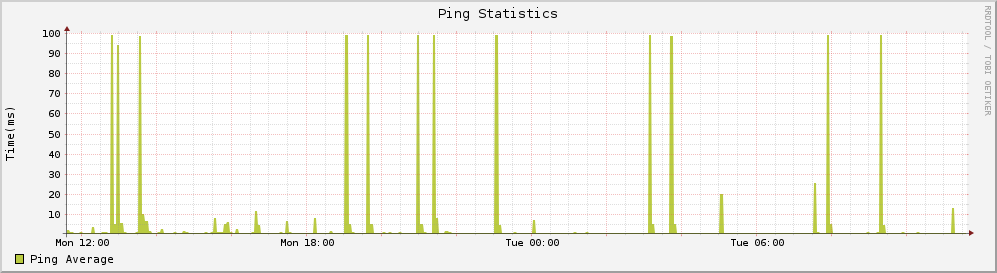 Ping Statistics
RRDTOOL / TOBI OETIKER
Time(ms)
100
90
80
70
60
50
40
30
20
10
Mon 12:00 Mon 18:00 Tue 00:00 Tue 06:00
Ping Average